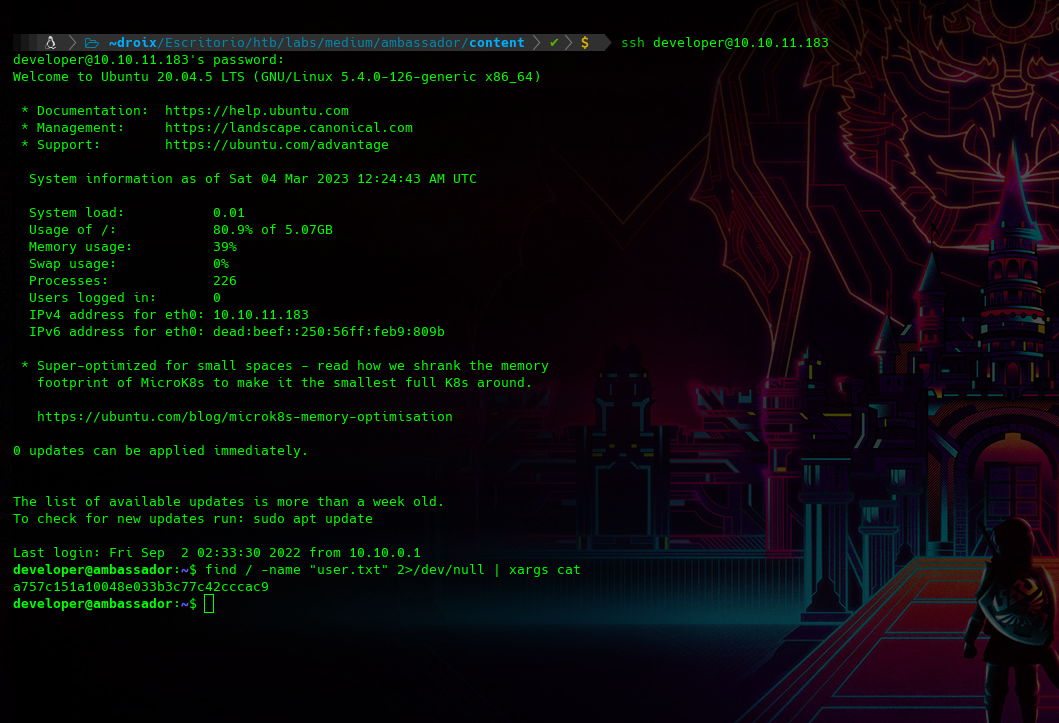 ~droix/Escritorio/htb/labs/medium/ambassador/content ✔ $ ssh developer@10.10.11.183
developer@10.10.11.183's password:
Welcome to Ubuntu 20.04.5 LTS (GNU/Linux 5.4.0-126-generic x86_64)
* Documentation:  https://help.ubuntu.com
* Management:     https://landscape.canonical.com
* Support:        https://ubuntu.com/advantage
System information as of Sat 04 Mar 2023 12:24:43 AM UTC
System load:           0.01
Usage of /:            80.9% of 5.07GB
Memory usage:          39%
Swap usage:            0%
Processes:             226
Users logged in:       0
IPv4 address for eth0: 10.10.11.183
IPv6 address for eth0: dead:beef::250:56ff:feb9:809b
* Super-optimized for small spaces - read how we shrank the memory
footprint of MicroK8s to make it the smallest full K8s around.
https://ubuntu.com/blog/microk8s-memory-optimisation
0 updates can be applied immediately.
The list of available updates is more than a week old.
To check for new updates run: sudo apt update
Last login: Fri Sep  2 02:33:30 2022 from 10.10.0.1
developer@ambassador:~$ find / -name "user.txt" 2>/dev/null | xargs cat
a757c151a10048e033b3c77c42cccac9
developer@ambassador:~$